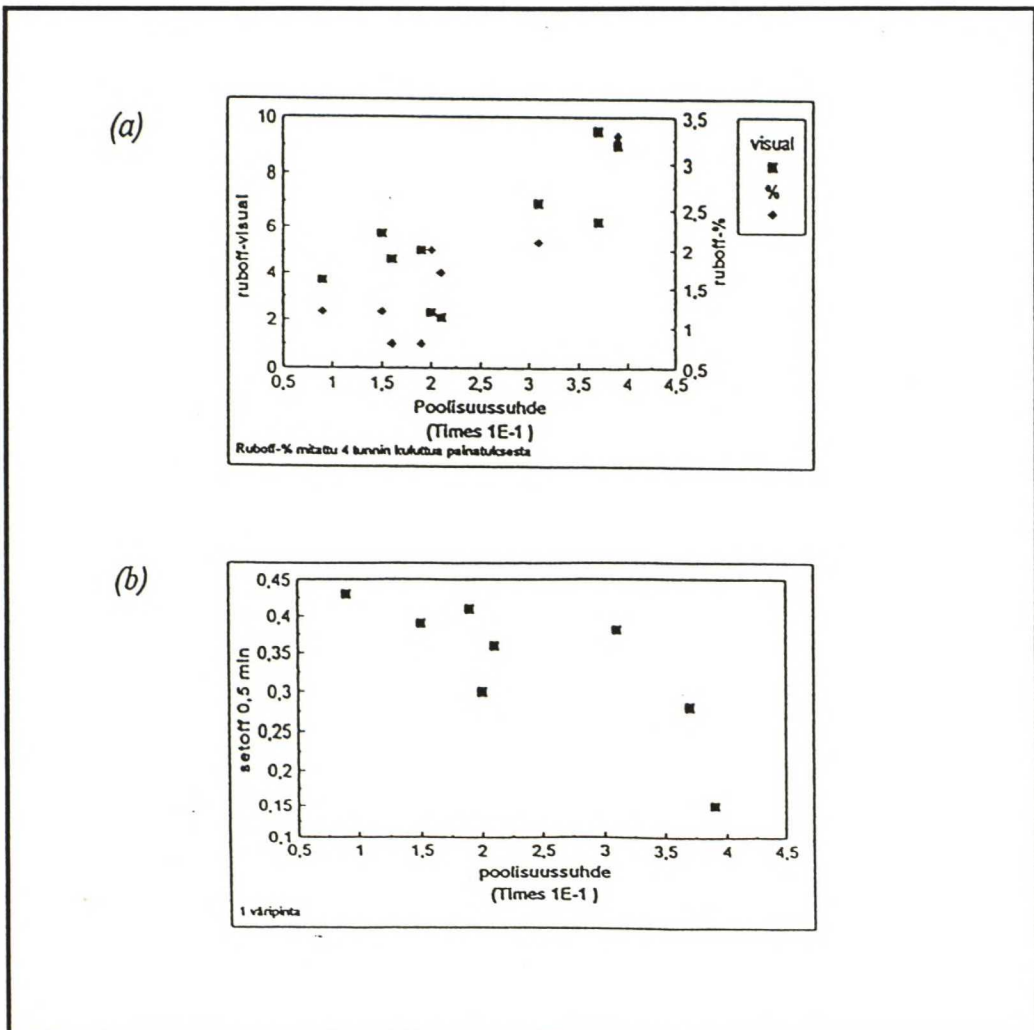 (a)
10
8
6
4
2
0
ruboff-visual
3,5
3
2,5
2
1,5
1
0,5
ruboff-%
0,5 1 1,5 2 2,5 3 3,5 4 4,5
Poolisuussuhde
(Times 1E-1 )
Ruboff-% mitattu 4 tunnin kuluttua painatuksesta
visual
%
(b)
0,45
0,4
0,35
0,3
0,25
0,2
0,15
0,1
setoff 0,5 min
0,5 1 1,5 2 2,5 3 3,5 4 4,5
poolisuussuhde
(Times 1E-1 )
1 väripinta